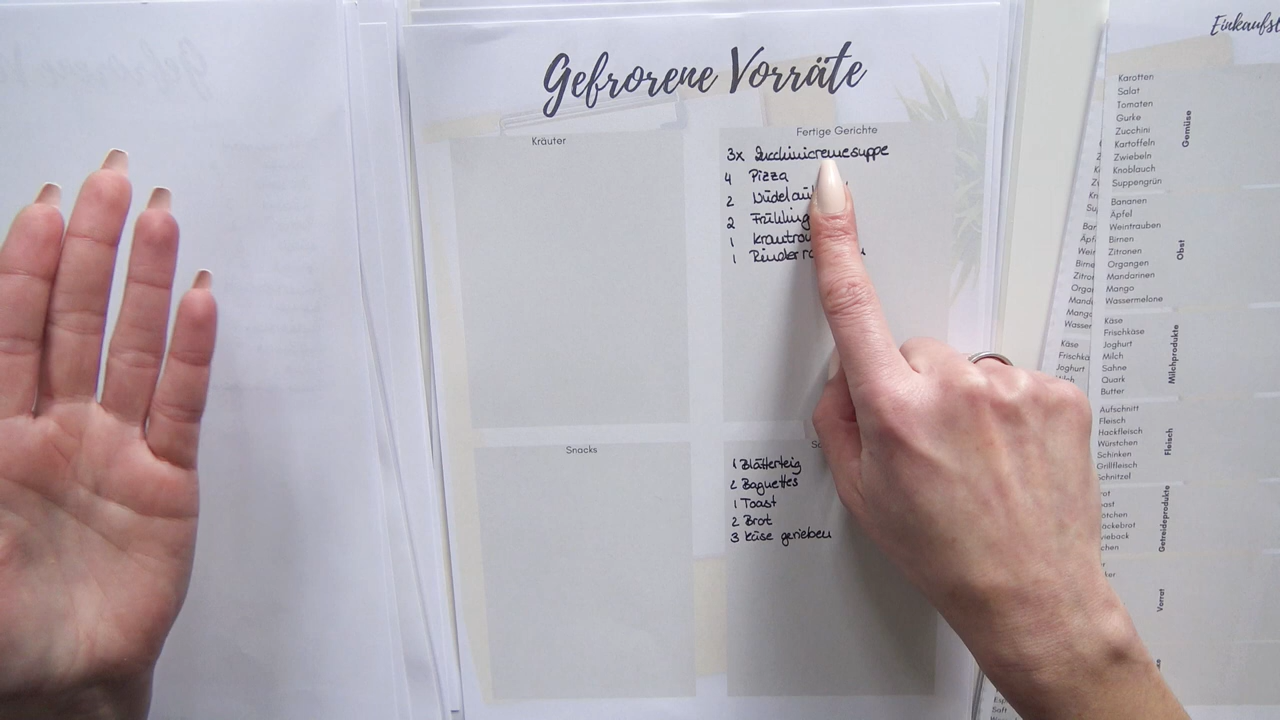 Gefrorene Vorräte
Kräuter
Fertige Gerichte
3x Zucchinicremesuppe
4 Pizza
2
2
1
1
Snacks
1 Blätterteig
2 Baguettes
1 Toast
2 Brot
3 Käse gerieben
Karotten
Salat
Tomaten
Gurke
Zucchini
Kartoffeln
Zwiebeln
Knoblauch
Suppengrün
Gemüse
Bananen
Äpfel
Weintrauben
Birnen
Zitronen
Organgen
Mandarinen
Mango
Wassermelone
Obst
Käse
Frischkäse
Joghurt
Milch
Sahne
Quark
Butter
Milchprodukte
Aufschnitt
Fleisch
Hackfleisch
Würstchen
Schinken
Grillfleisch
Schnitzel
Fleisch
Getreideprodukte
Vorrat